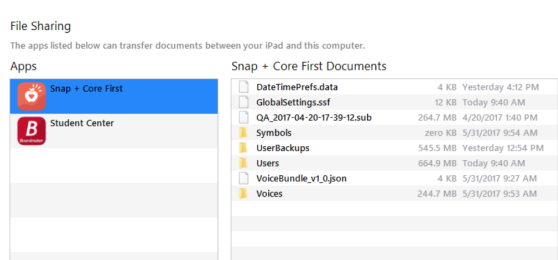 File Sharing
The apps listed below can transfer documents between your iPad and this computer.
Apps
Snap + Core First Documents
Snap + Core First
B
Boardmaker
Student Center
DateTimePrefs.data 4 KB Yesterday 4:12 PM
GlobalSettings.ssf 12 KB Today 9:40 AM
QA_2017-04-20-17-39-12.sub 264.7 MB 4/20/2017 1:40 PM
Symbols zero KB 5/31/2017 9:54 AM
UserBackups 545.5 MB Yesterday 12:54 PM
Users 664.9 MB Today 9:40 AM
VoiceBundle_v1_0.json 4 KB 5/31/2017 9:27 AM
Voices 244.7 MB 5/31/2017 9:53 AM